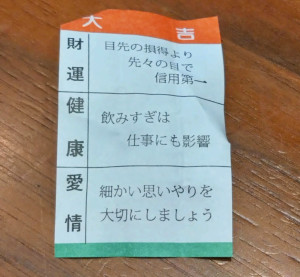 大吉
財運
目先の損得より
先々の目で
信用第一
健康
飲みすぎは
仕事にも影響
愛情
細かい思いやりを
大切にしましょう